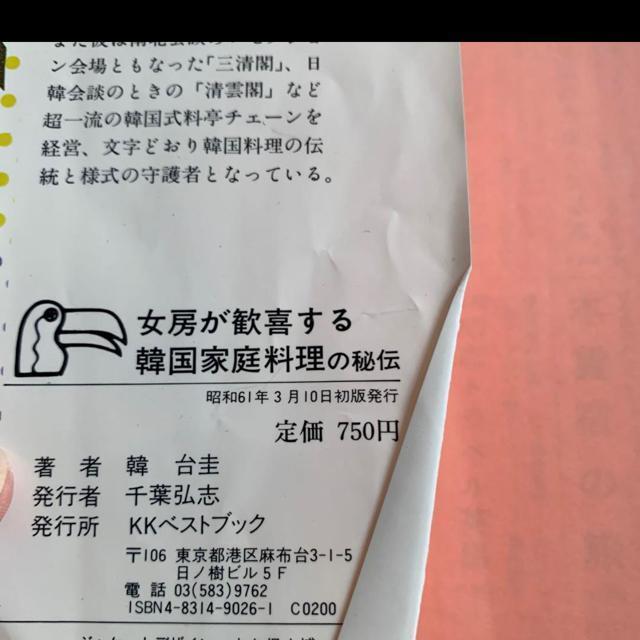 ン会場ともなった「三清閣」、日
韓会談のときの「清雲閣」など
超一流の韓国式料亭チェーンを
経営、文字どおり韓国料理の伝
統と様式の守護者となっている。
女房が歓喜する
韓国家庭料理の秘伝
昭和61年3月10日初版発行
定価 750円
著者 韓 台圭
発行者 千葉弘志
発行所 KKベストブック
〒106 東京都港区麻布台3-1-5
日ノ樹ビル5F
電話 03(583)9762
ISBN4-8314-9026-1 C0200